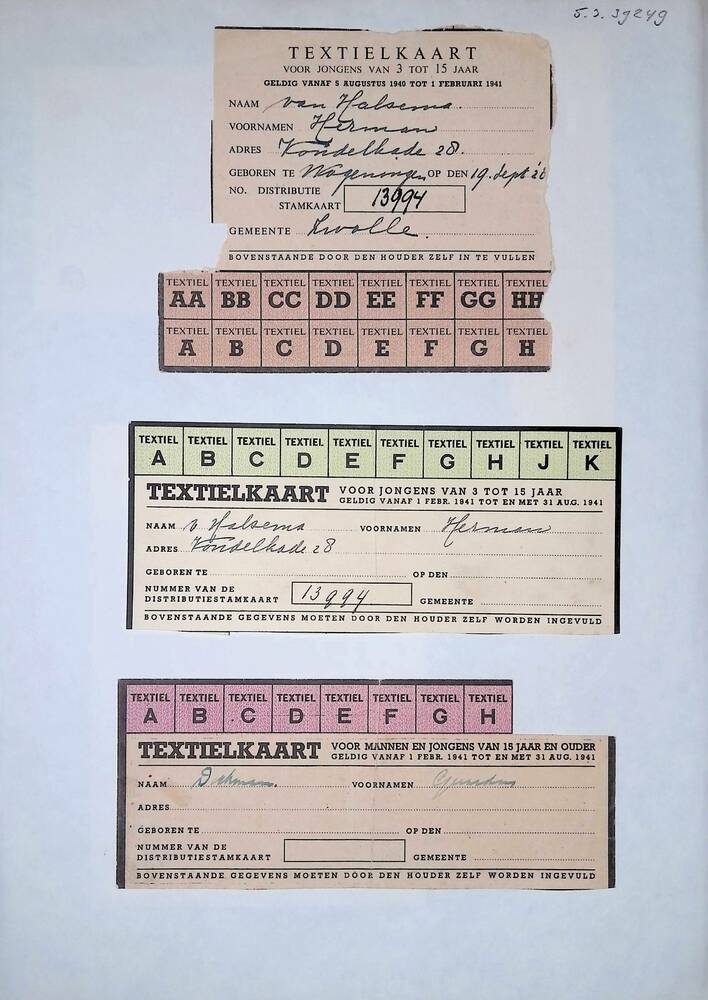 5.3.39249
TEXTIELKAART
VOOR JONGENS VAN 3 TOT 15 JAAR
GELDIG VANAF 5 AUGUSTUS 1940 TOT 1 FEBRUARI 1941
NAAM van Halsema.
VOORNAMEN Herman
ADRES Vondelkade 28.
GEBOREN TE Wageningen OP DEN 19. Sept '28
NO. DISTRIBUTIE
STAMKAART 13994
GEMEENTE Zwolle.
BOVENSTAANDE DOOR DEN HOUDER ZELF IN TE VULLEN
TEXTIEL TEXTIEL TEXTIEL TEXTIEL TEXTIEL TEXTIEL TEXTIEL TEXTIEL
AA BB CC DD EE FF GG HH
TEXTIEL TEXTIEL TEXTIEL TEXTIEL TEXTIEL TEXTIEL TEXTIEL TEXTIEL
A B C D E F G H
TEXTIEL TEXTIEL TEXTIEL TEXTIEL TEXTIEL TEXTIEL TEXTIEL TEXTIEL TEXTIEL TEXTIEL
A B C D E F G H J K
TEXTIELKAART VOOR JONGENS VAN 3 TOT 15 JAAR
GELDIG VANAF 1 FEBR. 1941 TOT EN MET 31 AUG. 1941
NAAM v Halsema VOORNAMEN Herman
ADRES Vondelkade 28
GEBOREN TE OP DEN
NUMMER VAN DE
DISTRIBUTIESTAMKAART 13994 GEMEENTE
BOVENSTAANDE GEGEVENS MOETEN DOOR DEN HOUDER ZELF WORDEN INGEVULD
TEXTIEL TEXTIEL TEXTIEL TEXTIEL TEXTIEL TEXTIEL TEXTIEL TEXTIEL
A B C D E F G H
TEXTIELKAART VOOR MANNEN EN JONGENS VAN 15 JAAR EN OUDER
GELDIG VANAF 1 FEBR. 1941 TOT EN MET 31 AUG. 1941
NAAM VOORNAMEN
ADRES
GEBOREN TE OP DEN
NUMMER VAN DE
DISTRIBUTIESTAMKAART GEMEENTE
BOVENSTAANDE GEGEVENS MOETEN DOOR DEN HOUDER ZELF WORDEN INGEVULD